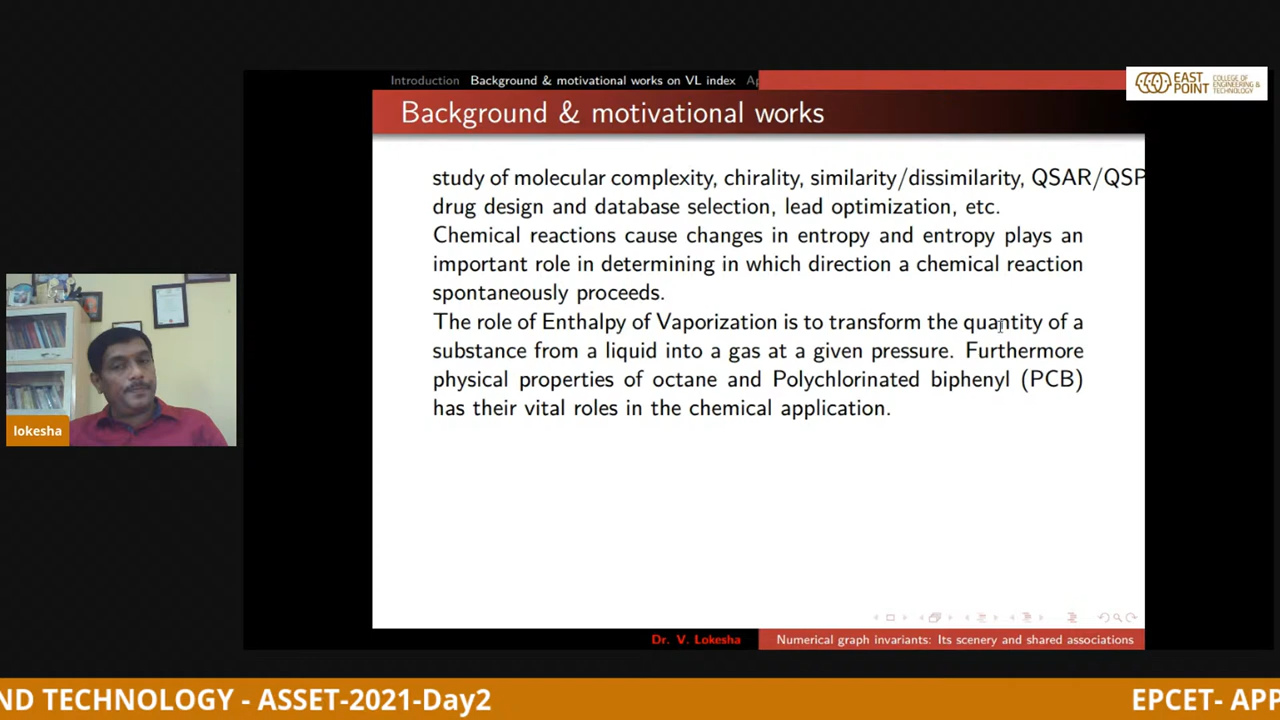 Introduction Background & motivational works on VL index
EAST POINT
COLLEGE OF ENGINEERING & TECHNOLOGY
Background & motivational works
study of molecular complexity, chirality, similarity/dissimilarity, QSAR/QSP
drug design and database selection, lead optimization, etc.
Chemical reactions cause changes in entropy and entropy plays an
important role in determining in which direction a chemical reaction
spontaneously proceeds.
The role of Enthalpy of Vaporization is to transform the quantity of a
substance from a liquid into a gas at a given pressure. Furthermore
physical properties of octane and Polychlorinated biphenyl (PCB)
has their vital roles in the chemical application.
lokesha
Dr. V. Lokesha Numerical graph invariants: Its scenery and shared associations
ND TECHNOLOGY - ASSET-2021-Day2 EPCET- APP